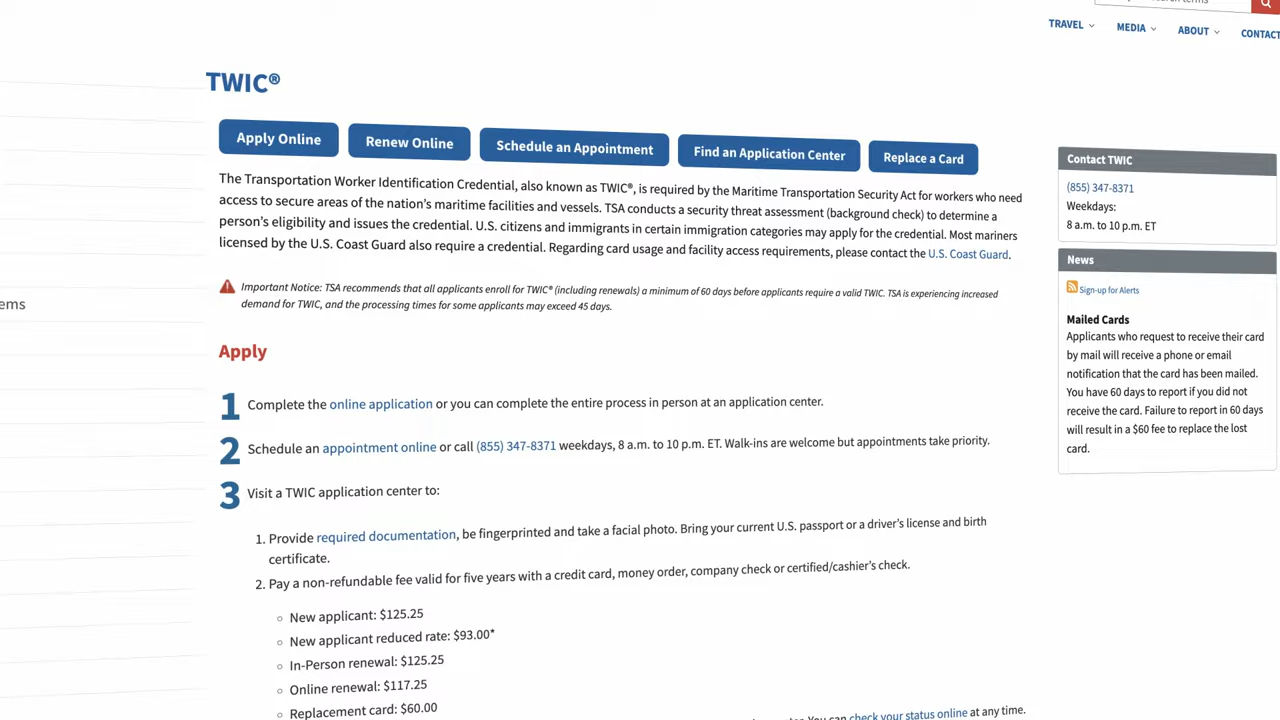 TRAVEL
MEDIA
ABOUT
CONTACT
TWIC®
Apply Online
Renew Online
Schedule an Appointment
Find an Application Center
Replace a Card
The Transportation Worker Identification Credential, also known as TWIC®, is required by the Maritime Transportation Security Act for workers who need
access to secure areas of the nation's maritime facilities and vessels. TSA conducts a security threat assessment (background check) to determine a
person's eligibility and issues the credential. U.S. citizens and immigrants in certain immigration categories may apply for the credential. Most mariners
licensed by the U.S. Coast Guard also require a credential. Regarding card usage and facility access requirements, please contact the U.S. Coast Guard.
Important Notice: TSA recommends that all applicants enroll for TWIC® (including renewals) a minimum of 60 days before applicants require a valid TWIC. TSA is experiencing increased
demand for TWIC, and the processing times for some applicants may exceed 45 days.
ems
Apply
1 Complete the online application or you can complete the entire process in person at an application center.
2 Schedule an appointment online or call (855) 347-8371 weekdays, 8 a.m. to 10 p.m. ET. Walk-ins are welcome but appointments take priority.
3 Visit a TWIC application center to:
1. Provide required documentation, be fingerprinted and take a facial photo. Bring your current U.S. passport or a driver's license and birth
certificate.
2. Pay a non-refundable fee valid for five years with a credit card, money order, company check or certified/cashier's check.
New applicant: $125.25
New applicant reduced rate: $93.00*
In-Person renewal: $125.25
Online renewal: $117.25
Replacement card: $60.00
You can check your status online at any time.
Contact TWIC
(855) 347-8371
Weekdays:
8 a.m. to 10 p.m. ET
News
Sign-up for Alerts
Mailed Cards
Applicants who request to receive their card
by mail will receive a phone or email
notification that the card has been mailed.
You have 60 days to report if you did not
receive the card. Failure to report in 60 days
will result in a $60 fee to replace the lost
card.